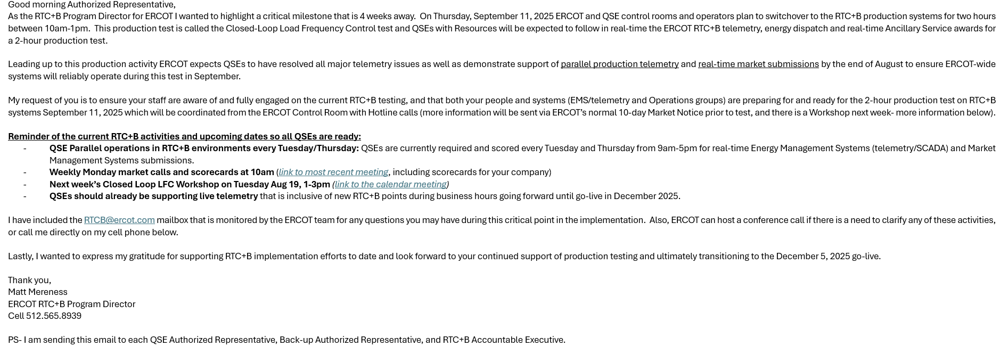 Good morning Authorized Representative,
As the RTC+B Program Director for ERCOT I wanted to highlight a critical milestone that is 4 weeks away.  On Thursday, September 11, 2025 ERCOT and QSE control rooms and operators plan to switchover to the RTC+B production systems for two hours
between 10am-1pm.  This production test is called the Closed-Loop Load Frequency Control test and QSEs with Resources will be expected to follow in real-time the ERCOT RTC+B telemetry, energy dispatch and real-time Ancillary Service awards for
a 2-hour production test.
Leading up to this production activity ERCOT expects QSEs to have resolved all major telemetry issues as well as demonstrate support of parallel production telemetry and real-time market submissions by the end of August to ensure ERCOT-wide
systems will reliably operate during this test in September.
My request of you is to ensure your staff are aware of and fully engaged on the current RTC+B testing, and that both your people and systems (EMS/telemetry and Operations groups) are preparing for and ready for the 2-hour production test on RTC+B
systems September 11, 2025 which will be coordinated from the ERCOT Control Room with Hotline calls (more information will be sent via ERCOT’s normal 10-day Market Notice prior to test, and there is a Workshop next week- more information below).
Reminder of the current RTC+B activities and upcoming dates so all QSEs are ready:
- QSE Parallel operations in RTC+B environments every Tuesday/Thursday: QSEs are currently required and scored every Tuesday and Thursday from 9am-5pm for real-time Energy Management Systems (telemetry/SCADA) and Market
Management Systems submissions.
- Weekly Monday market calls and scorecards at 10am (link to most recent meeting, including scorecards for your company)
- Next week’s Closed Loop LFC Workshop on Tuesday Aug 19, 1-3pm (link to the calendar meeting)
- QSEs should already be supporting live telemetry that is inclusive of new RTC+B points during business hours going forward until go-live in December 2025.
I have included the RTCB@ercot.com mailbox that is monitored by the ERCOT team for any questions you may have during this critical point in the implementation.  Also, ERCOT can host a conference call if there is a need to clarify any of these activities,
or call me directly on my cell phone below.
Lastly, I wanted to express my gratitude for supporting RTC+B implementation efforts to date and look forward to your continued support of production testing and ultimately transitioning to the December 5, 2025 go-live.
Thank you,
Matt Mereness
ERCOT RTC+B Program Director
Cell 512.565.8939
PS- I am sending this email to each QSE Authorized Representative, Back-up Authorized Representative, and RTC+B Accountable Executive.